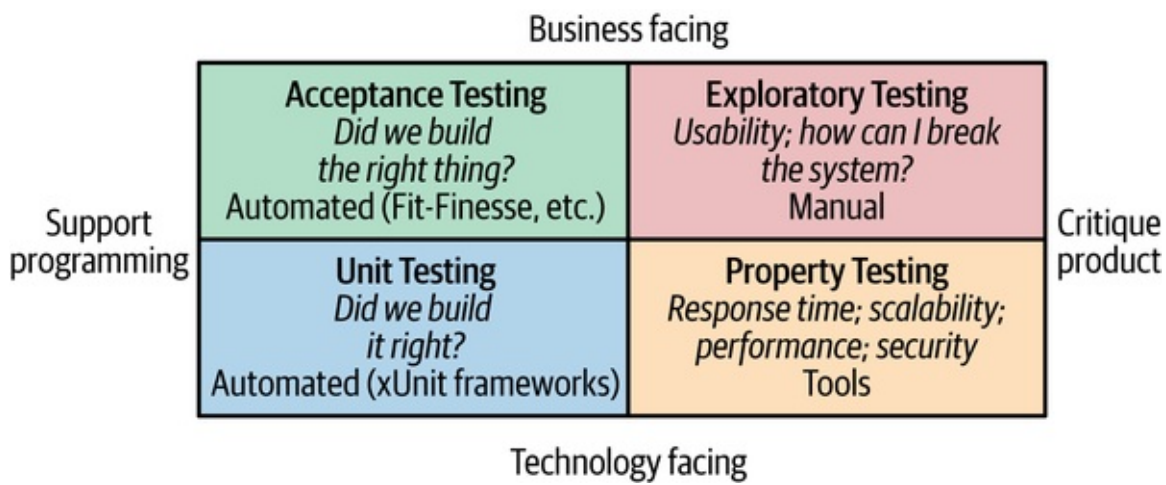 Business facing
Acceptance Testing
Did we build
the right thing?
Automated (Fit-Finesse, etc.)
Exploratory Testing
Usability; how can I break
the system?
Manual
Support
programming
Critique
product
Unit Testing
Did we build
it right?
Automated (xUnit frameworks)
Property Testing
Response time; scalability;
performance; security
Tools
Technology facing